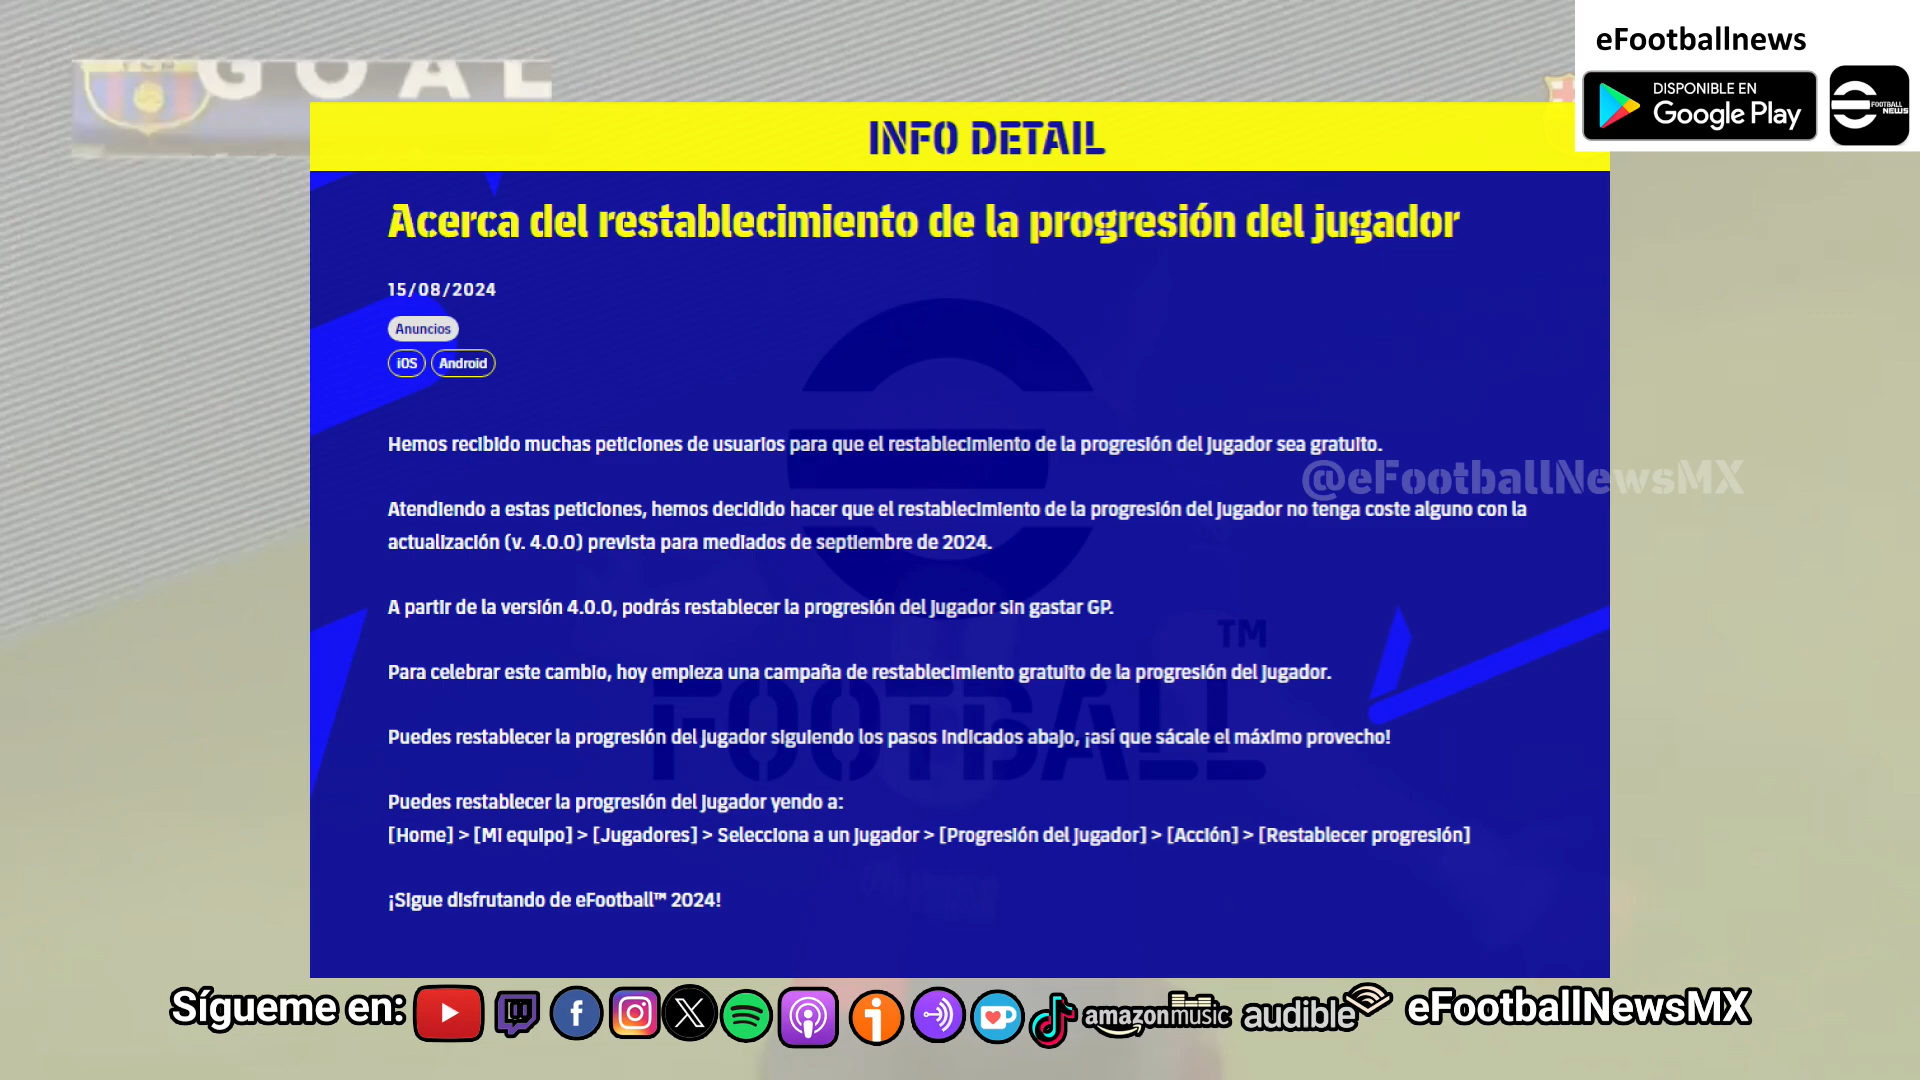 GOAL
eFootballnews
DISPONIBLE EN
Google Play
FOOTBALL
NEWS
INFO DETAIL
Acerca del restablecimiento de la progresión del jugador
15/08/2024
Anuncios
iOS Android
Hemos recibido muchas peticiones de usuarios para que el restablecimiento de la progresión del jugador sea gratuito.
@eFootballNewsMX
Atendiendo a estas peticiones, hemos decidido hacer que el restablecimiento de la progresión del jugador no tenga coste alguno con la
actualización (v. 4.0.0) prevista para mediados de septiembre de 2024.
A partir de la versión 4.0.0, podrás restablecer la progresión del jugador sin gastar GP.
TM
Para celebrar este cambio, hoy empieza una campaña de restablecimiento gratuito de la progresión del jugador.
FOOTBALL
Puedes restablecer la progresión del jugador siguiendo los pasos indicados abajo, ¡así que sácale el máximo provecho!
Puedes restablecer la progresión del jugador yendo a:
[Home] > [Mi equipo] > [Jugadores] > Selecciona a un jugador > [Progresión del jugador] > [Acción] > [Restablecer progresión]
¡Sigue disfrutando de eFootball™ 2024!
Sígueme en: amazon music audible eFootballNewsMX